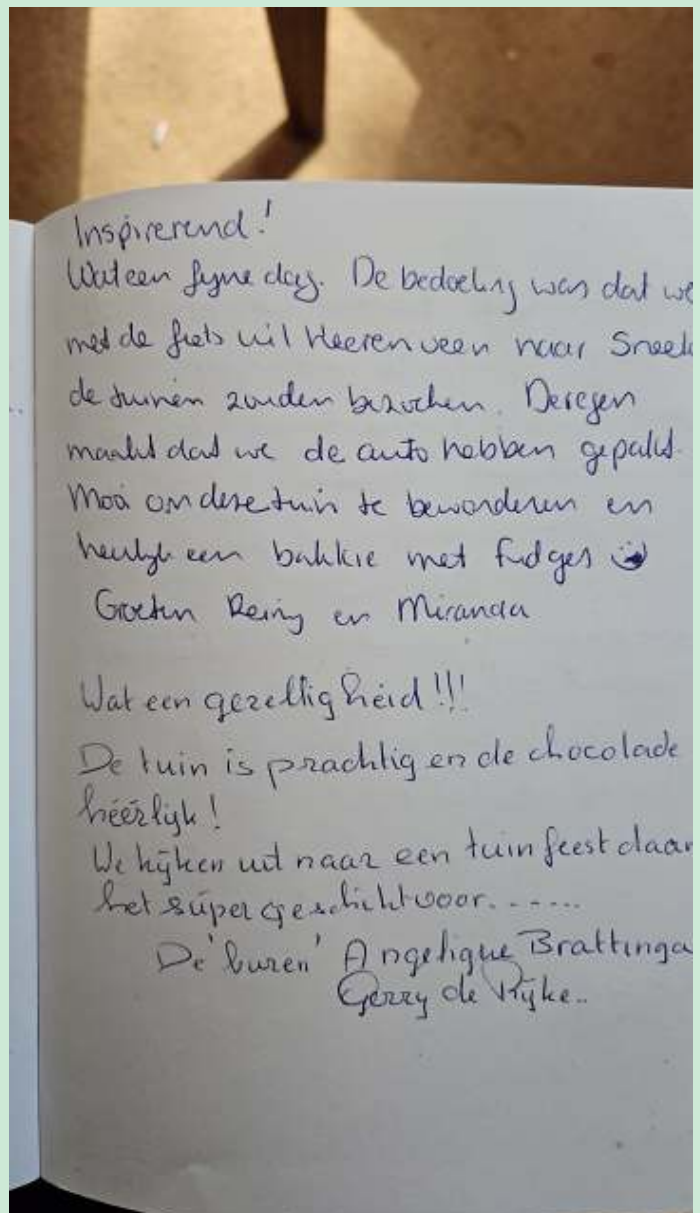 Inspirerend!
Wat een fijne dag. De bedoeling was dat we
met de fiets uit Heerenveen naar Sneek
de tuinen zouden bezoeken. De regen
maakt dat we de auto hebben gepakt.
Mooi om deze tuin te bewonderen en
heerlijk een bakkie met fudges
Groeten Reiny en Miranda
Wat een gezelligheid!!!
De tuin is prachtig en de chocolade
héérlijk!
We kijken uit naar een tuinfeest daar
het súper geschikt voor.......
De 'buren' Angelique Brattinga
Gerry de Rijke..